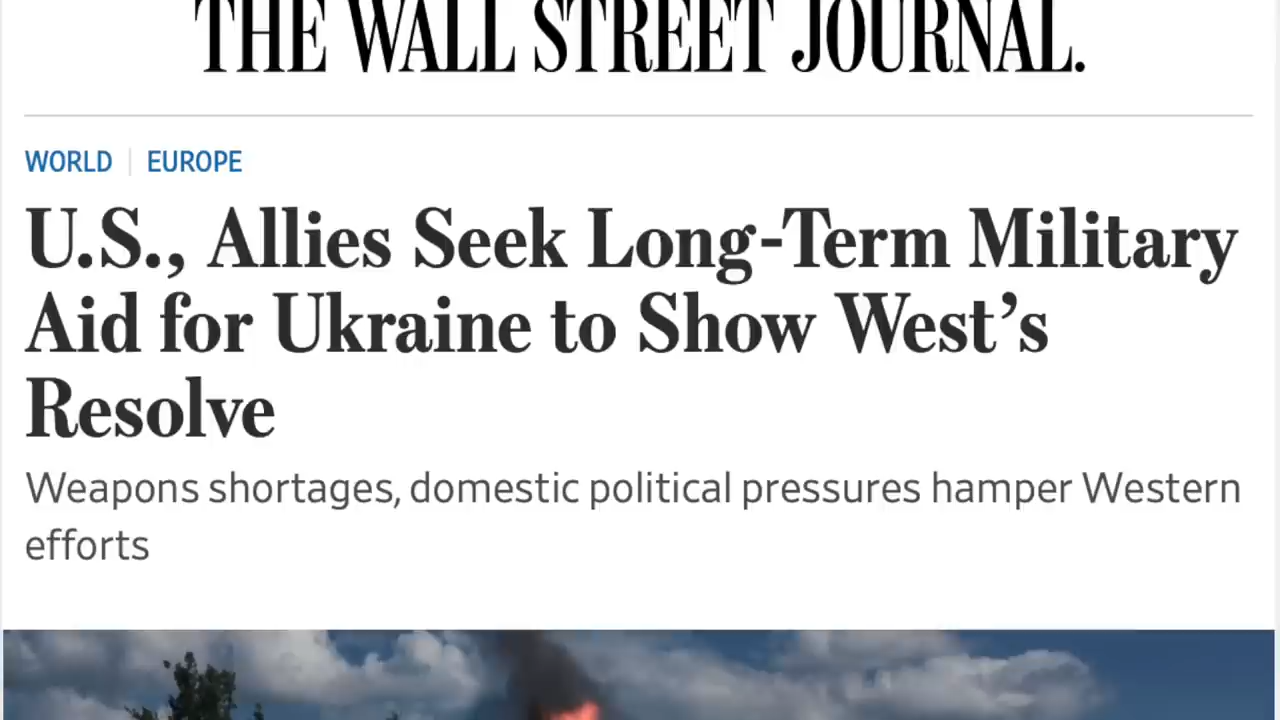 THE WALL STREET JOURNAL.
WORLD | EUROPE
U.S., Allies Seek Long-Term Military
Aid for Ukraine to Show West’s
Resolve
Weapons shortages, domestic political pressures hamper Western
efforts